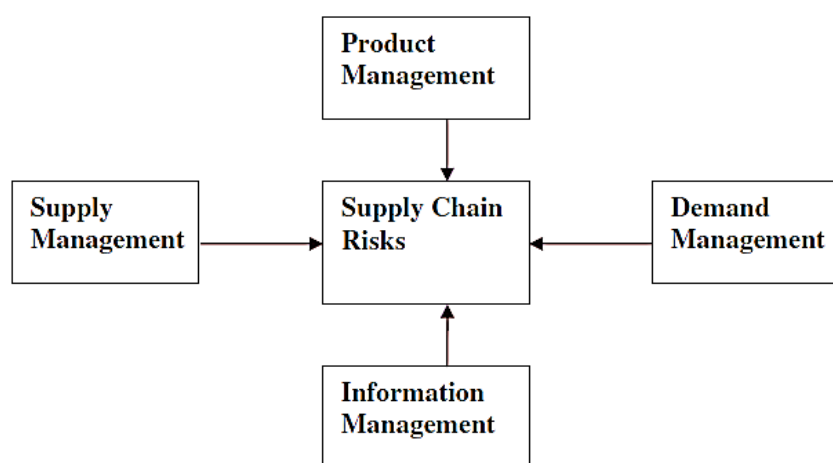 Product
Management
Supply
Management
Supply Chain
Risks
Demand
Management
Information
Management